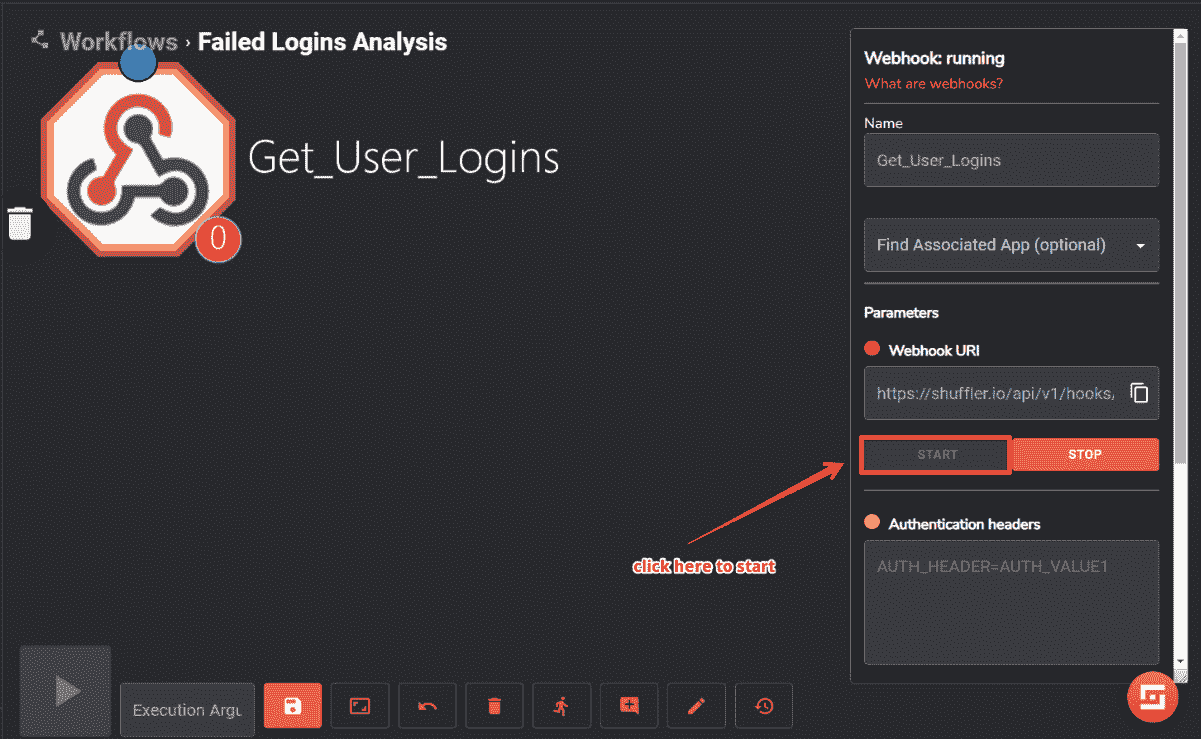 Workflows › Failed Logins Analysis
Get_User_Logins
0
Webhook: running
What are webhooks?
Name
Get_User_Logins
Find Associated App (optional)
Parameters
Webhook URI
https://shuffler.io/api/v1/hooks/
START STOP
click here to start
Authentication headers
AUTH_HEADER=AUTH_VALUE1
Execution Argu